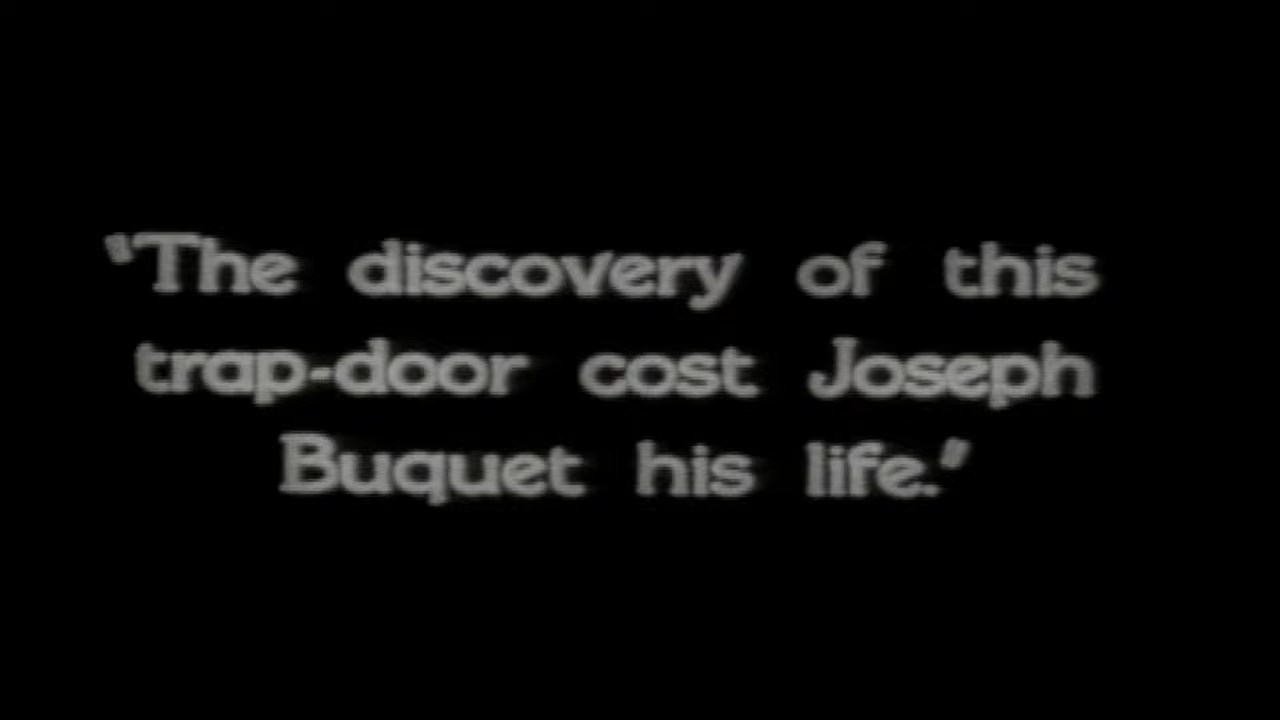 "The discovery of this
trap-door cost Joseph
Buquet his life."